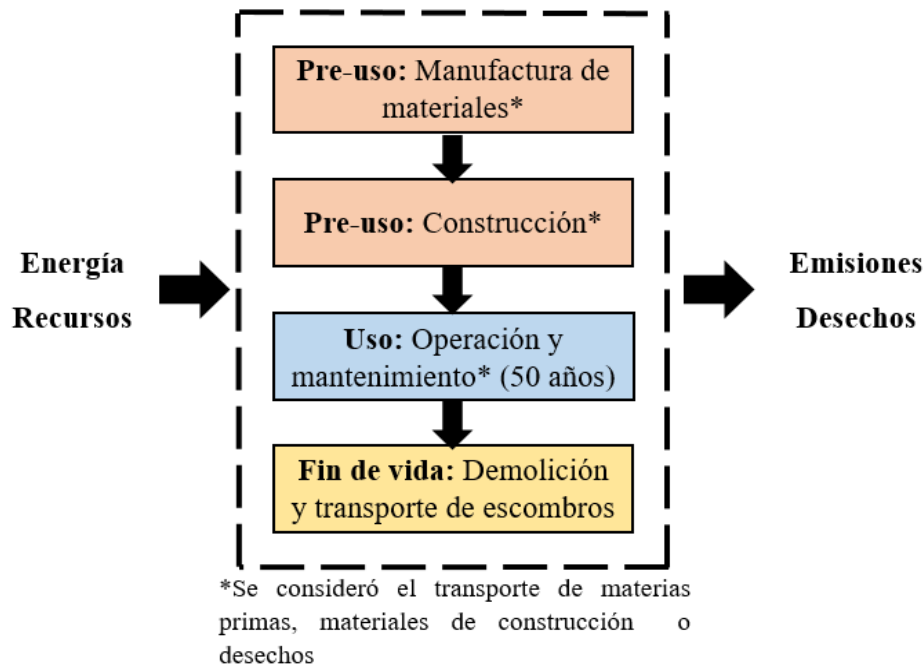 Pre-uso: Manufactura de
materiales*
Pre-uso: Construcción*
Energía
Recursos
Emisiones
Desechos
Uso: Operación y
mantenimiento* (50 años)
Fin de vida: Demolición
y transporte de escombros
*Se consideró el transporte de materias
primas, materiales de construcción o
desechos